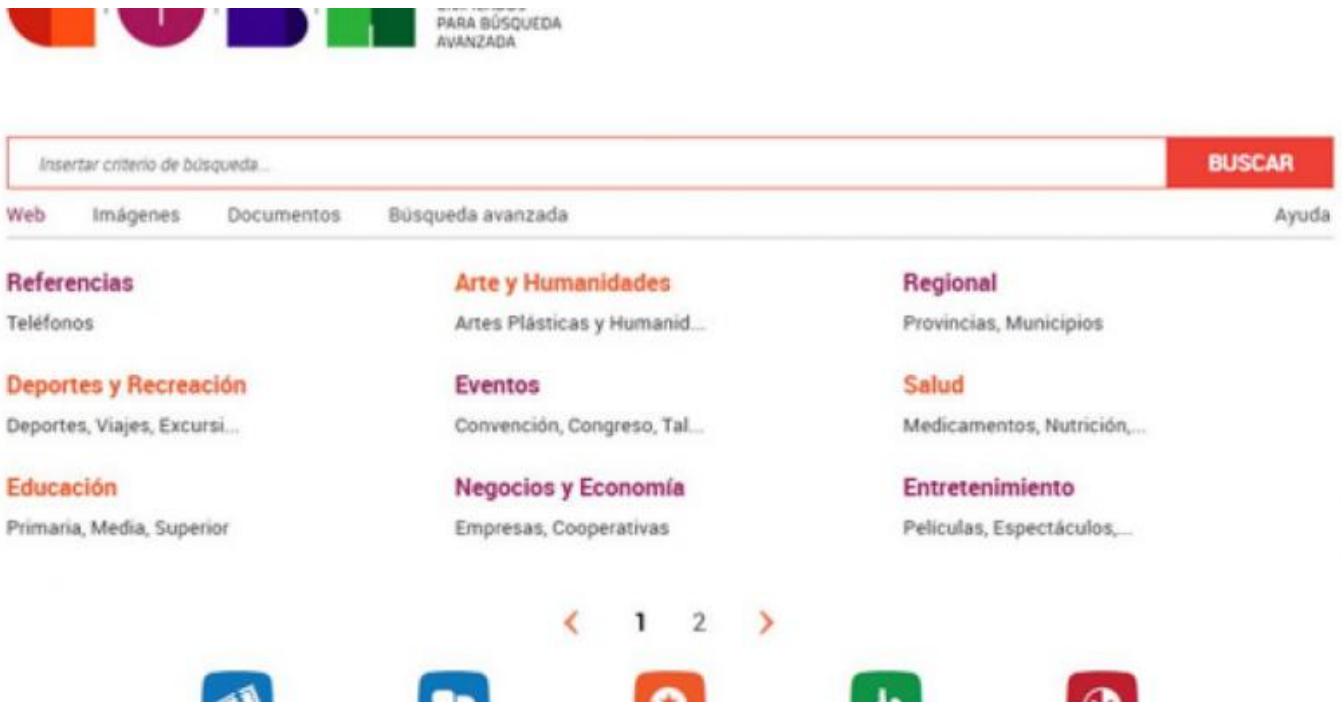 PARA BÚSQUEDA
AVANZADA
Insertar criterio de búsqueda...
BUSCAR
Web Imágenes Documentos Búsqueda avanzada Ayuda
Referencias Arte y Humanidades Regional
Teléfonos Artes Plásticas y Humanid... Provincias, Municipios
Deportes y Recreación Eventos Salud
Deportes, Viajes, Excursi... Convención, Congreso, Tal... Medicamentos, Nutrición,...
Educación Negocios y Economía Entretenimiento
Primaria, Media, Superior Empresas, Cooperativas Películas, Espectáculos,...
1 2